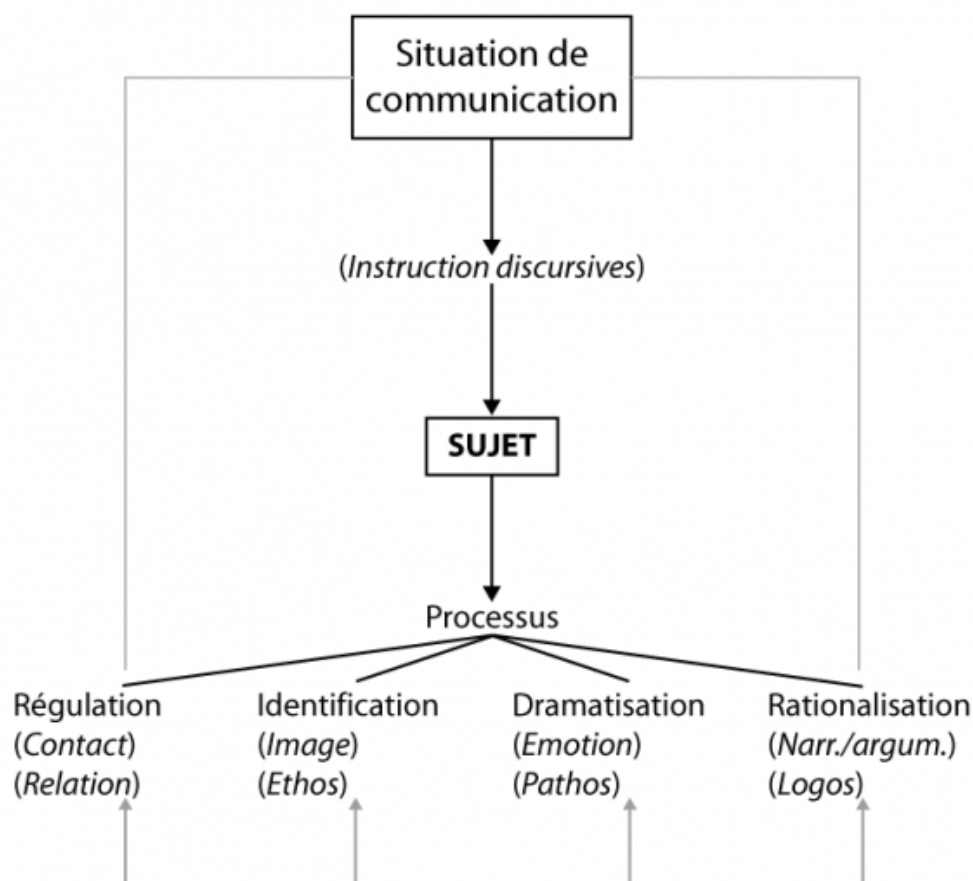 Situation de
communication
(Instruction discursives)
SUJET
Processus
Régulation
(Contact)
(Relation)
Identification
(Image)
(Ethos)
Dramatisation
(Emotion)
(Pathos)
Rationalisation
(Narr./argum.)
(Logos)